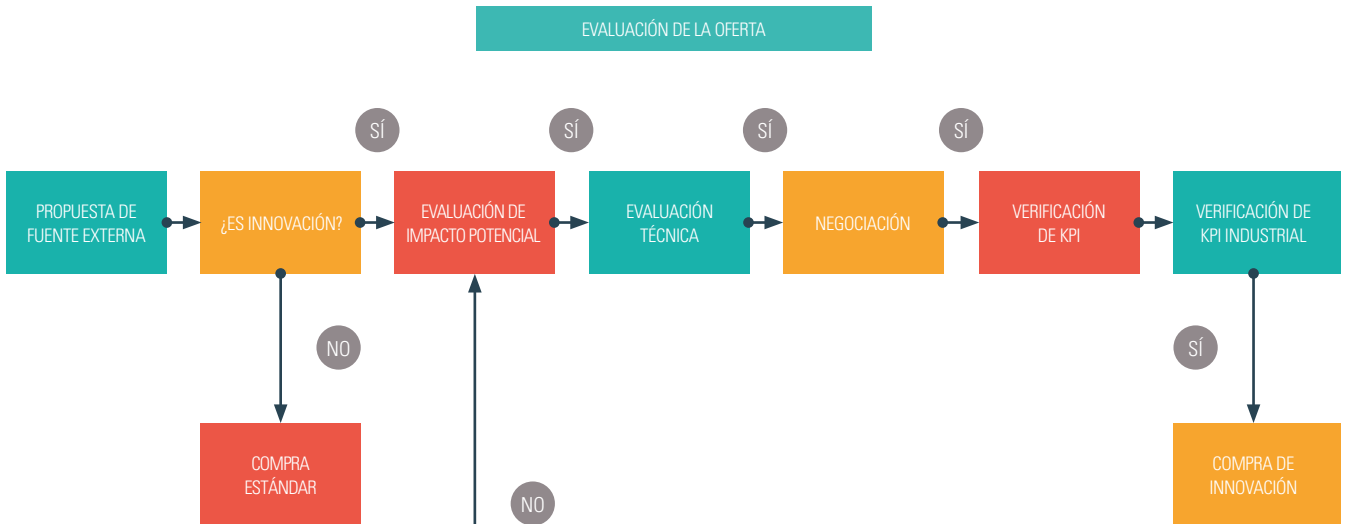 EVALUACIÓN DE LA OFERTA
SÍ
SÍ
SÍ
SÍ
PROPUESTA DE
FUENTE EXTERNA
¿ES INNOVACIÓN?
EVALUACIÓN DE
IMPACTO POTENCIAL
EVALUACIÓN
TÉCNICA
NEGOCIACIÓN
VERIFICACIÓN
DE KPI
VERIFICACIÓN DE
KPI INDUSTRIAL
NO
SÍ
COMPRA
ESTÁNDAR
NO
COMPRA DE
INNOVACIÓN